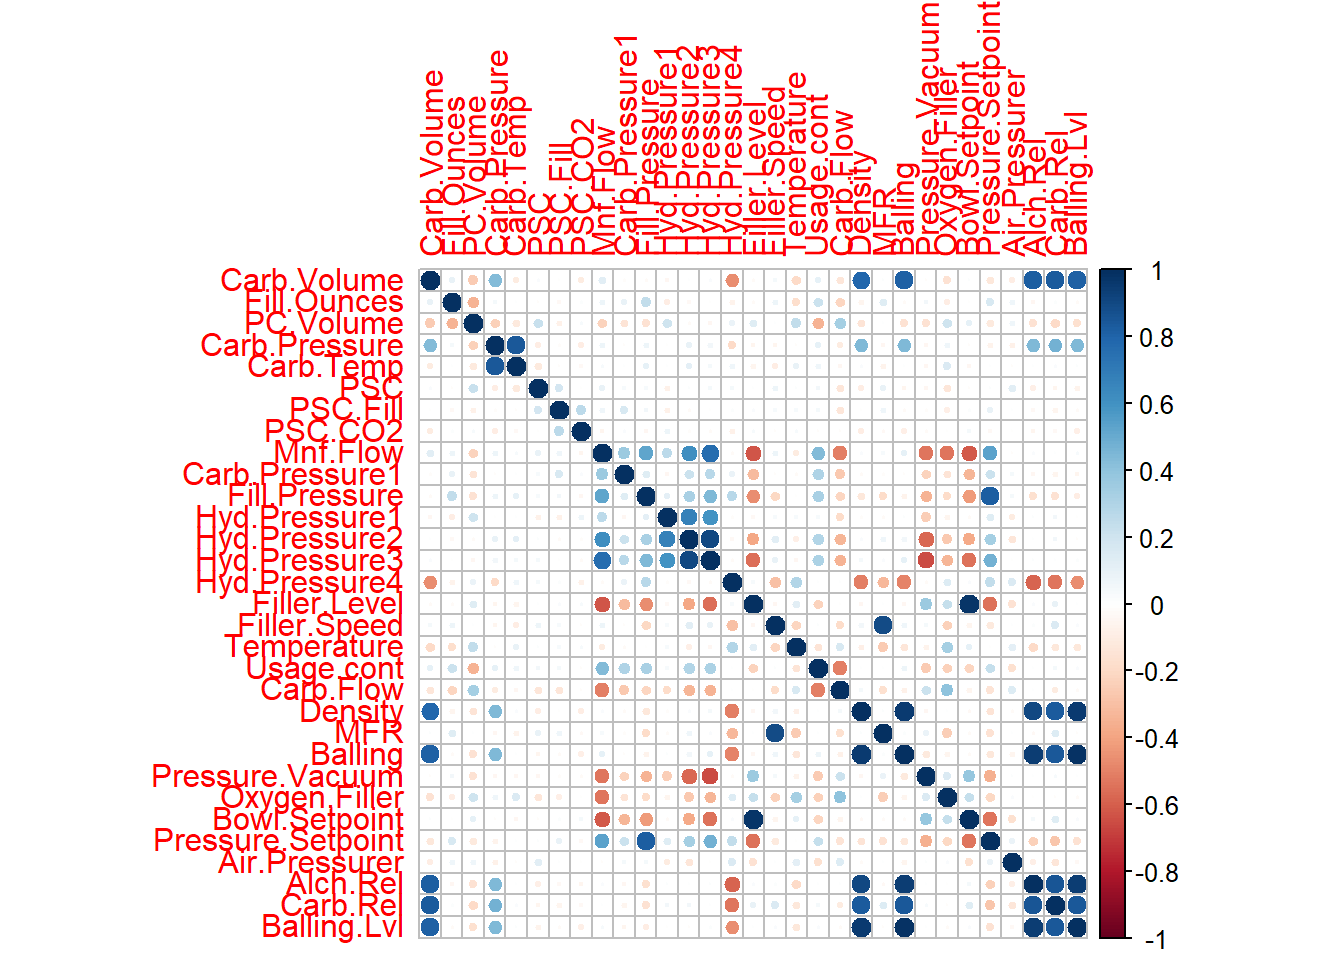 Carb.Volume
Fill.Ounces
PC.Volume
Carb.Pressure
Carb.Temp
PSC
PSC.Fill
PSC.CO2
Mnf.Flow
Carb.Pressure1
Fill.Pressure
Hyd.Pressure1
Hyd.Pressure2
Hyd.Pressure3
Hyd.Pressure4
Filler.Level
Filler.Speed
Temperature
Usage.cont
Carb.Flow
Density
MFR
Balling
Pressure.Vacuum
Oxygen.Filler
Bowl.Setpoint
Pressure.Setpoint
Air.Pressurer
Alch.Rel
Carb.Rel
Balling.Lvl
Carb.Volume
Fill.Ounces
PC.Volume
Carb.Pressure
Carb.Temp
PSC
PSC.Fill
PSC.CO2
Mnf.Flow
Carb.Pressure1
Fill.Pressure
Hyd.Pressure1
Hyd.Pressure2
Hyd.Pressure3
Hyd.Pressure4
Filler.Level
Filler.Speed
Temperature
Usage.cont
Carb.Flow
Density
MFR
Balling
Pressure.Vacuum
Oxygen.Filler
Bowl.Setpoint
Pressure.Setpoint
Air.Pressurer
Alch.Rel
Carb.Rel
Balling.Lvl
1
0.8
0.6
0.4
0.2
0
-0.2
-0.4
-0.6
-0.8
-1